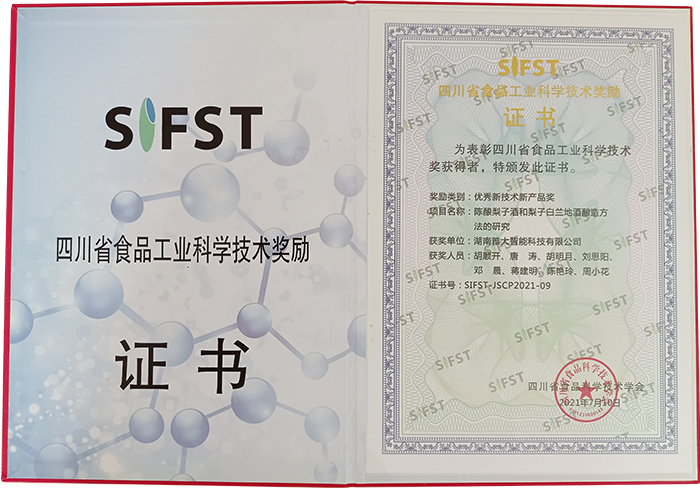 SIFST
四川省食品工业科学技术奖励
证书
SIFST
四川省食品工业科学技术奖励
证书
为表彰四川省食品工业科学技术
奖获得者，特颁发此证书。
奖励类别：优秀新技术新产品奖
项目名称：陈酿梨子酒和梨子白兰地酒酿造方
法的研究
获奖单位：湖南雅大智能科技有限公司
获奖人员：胡顺开、唐 涛、胡明月、刘思阳、
邓 晨、蒋建明、陈艳玲、周小花
证书号：SIFST-JSCP2021-09
四川省食品科学技术学会
2021年7月10日